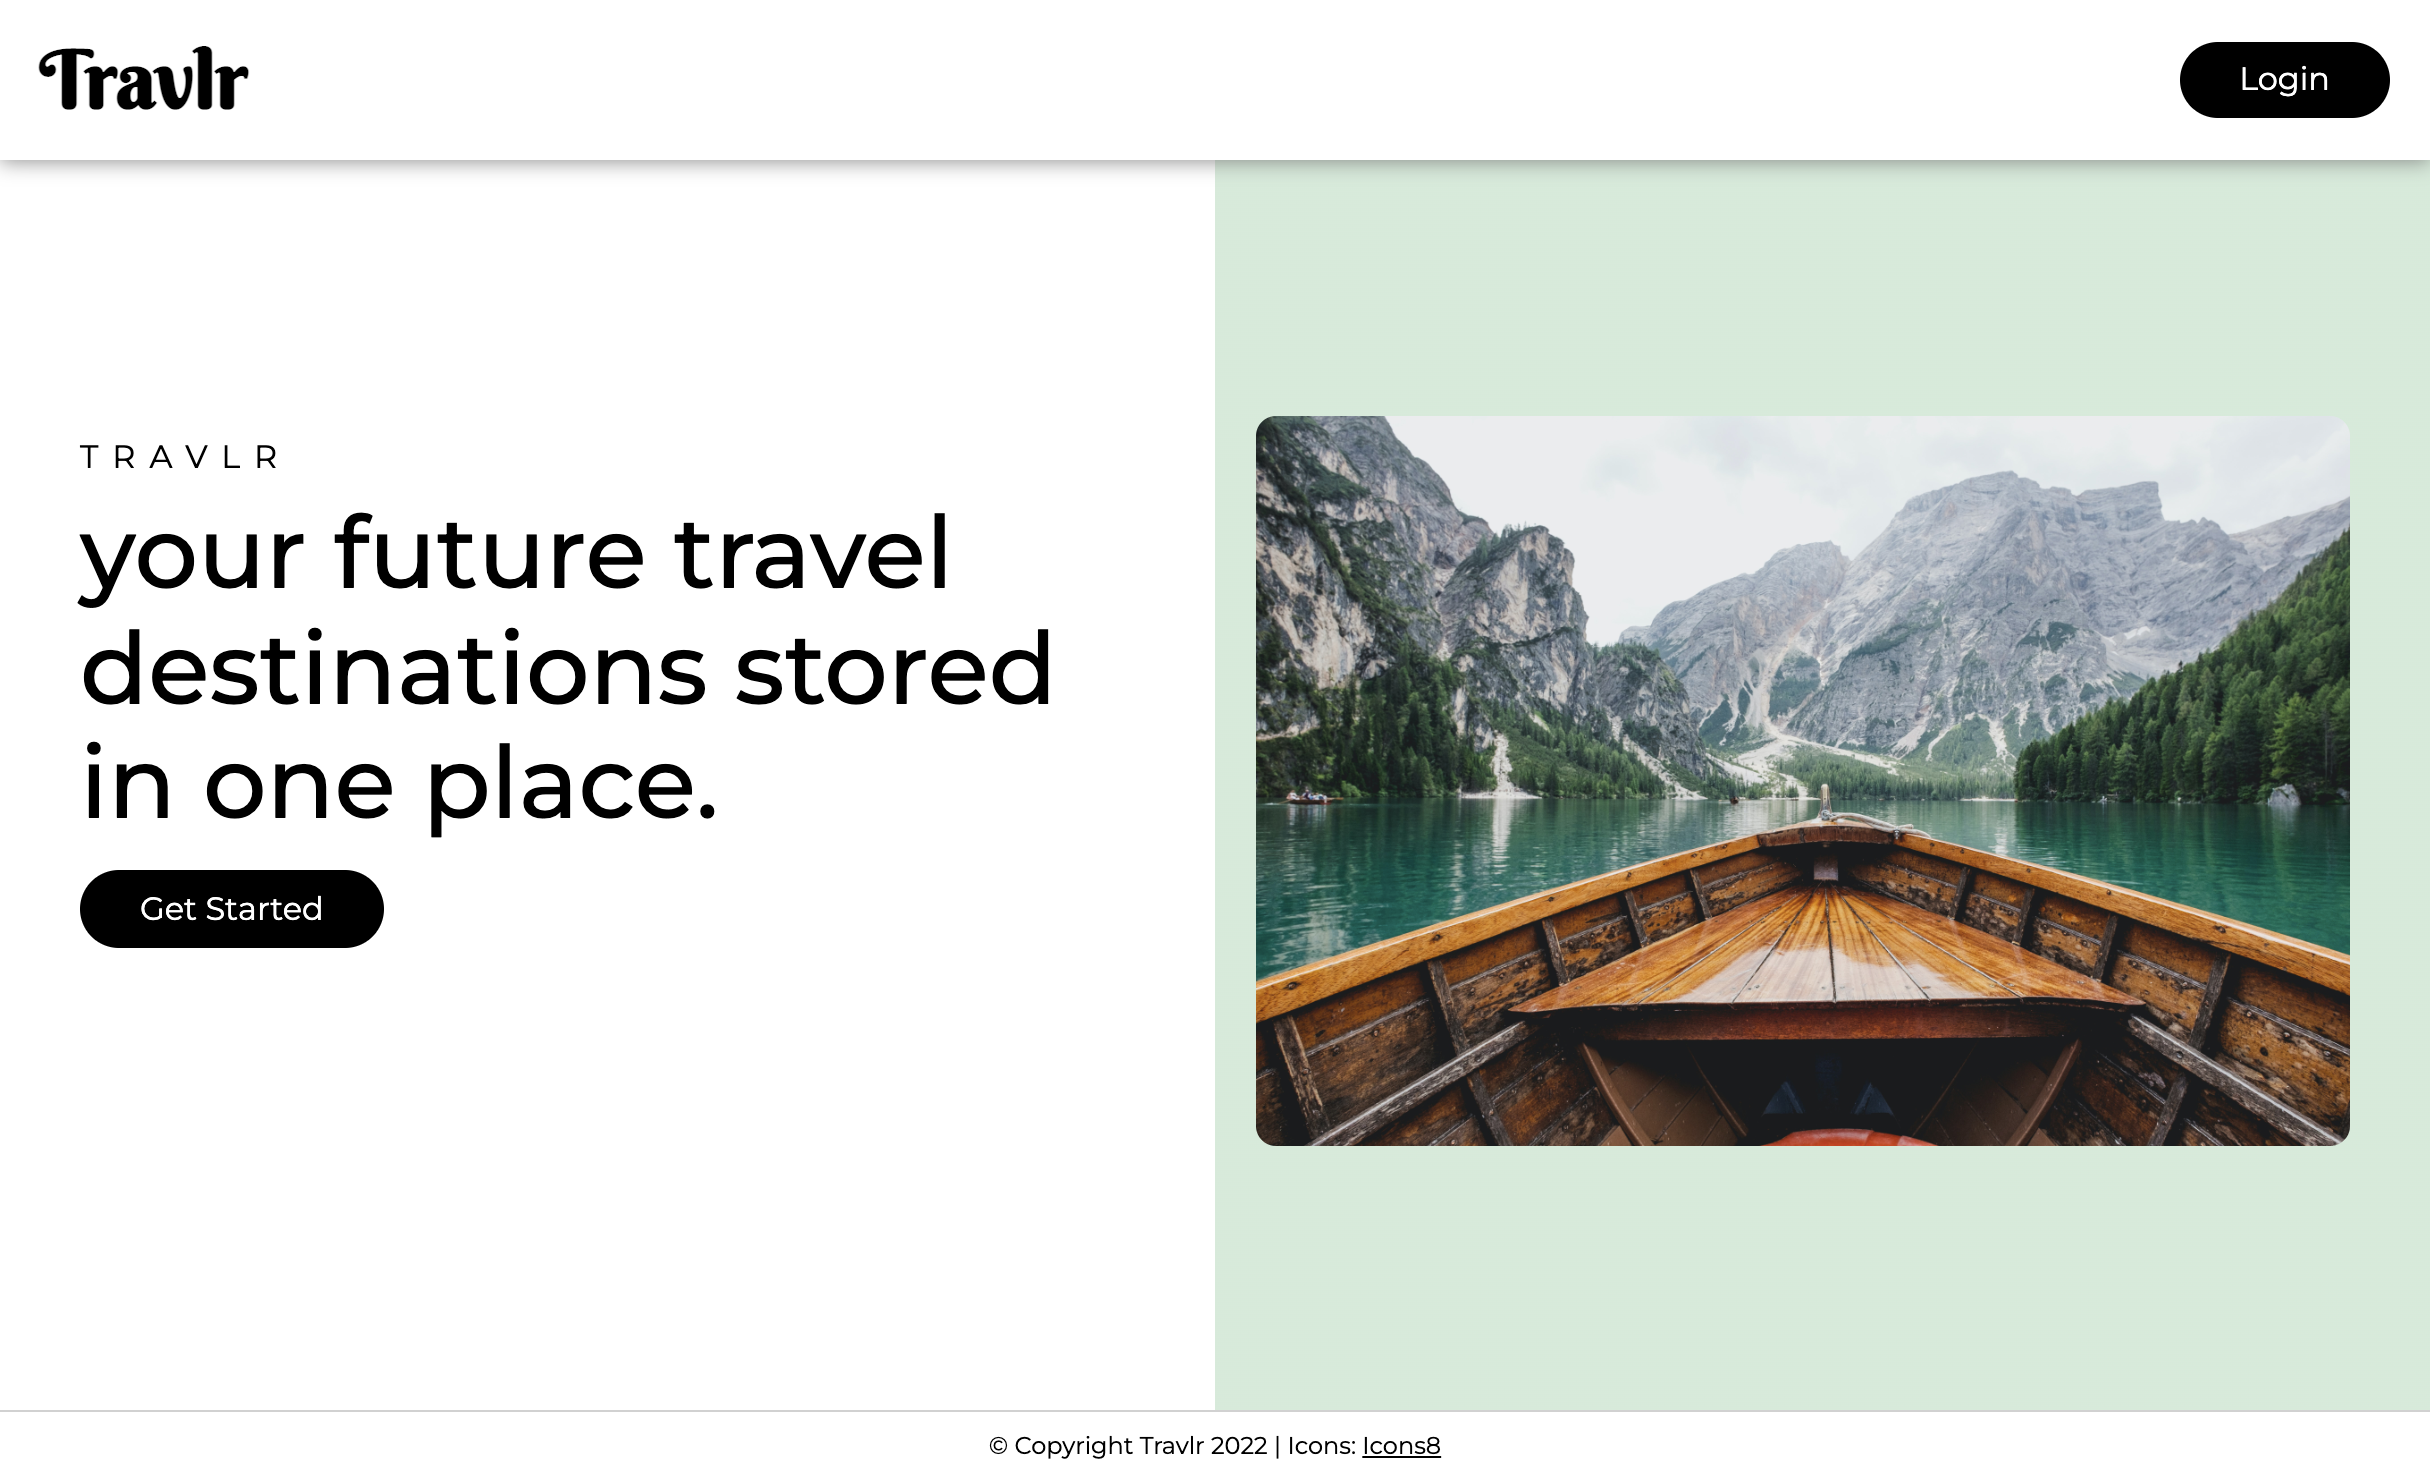 Travlr
Login
TRAVLR
your future travel
destinations stored
in one place.
Get Started
© Copyright Travlr 2022 | Icons: Icons8